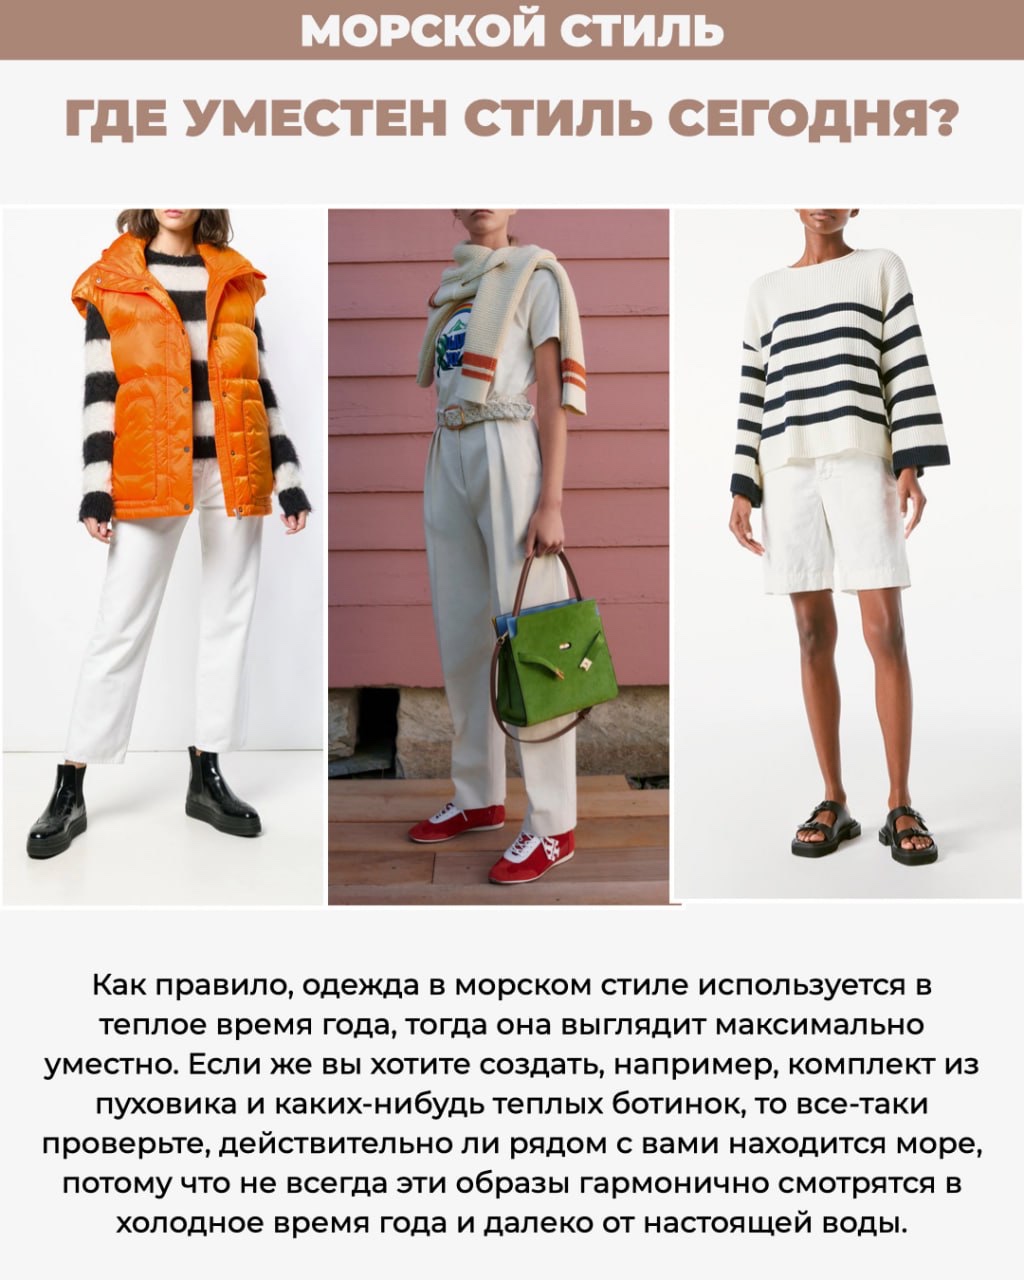 МОРСКОЙ СТИЛЬ
ГДЕ УМЕСТЕН СТИЛЬ СЕГОДНЯ?
Как правило, одежда в морском стиле используется в
теплое время года, тогда она выглядит максимально
уместно. Если же вы хотите создать, например, комплект из
пуховика и каких-нибудь теплых ботинок, то все-таки
проверьте, действительно ли рядом с вами находится море,
потому что не всегда эти образы гармонично смотрятся в
холодное время года и далеко от настоящей воды.